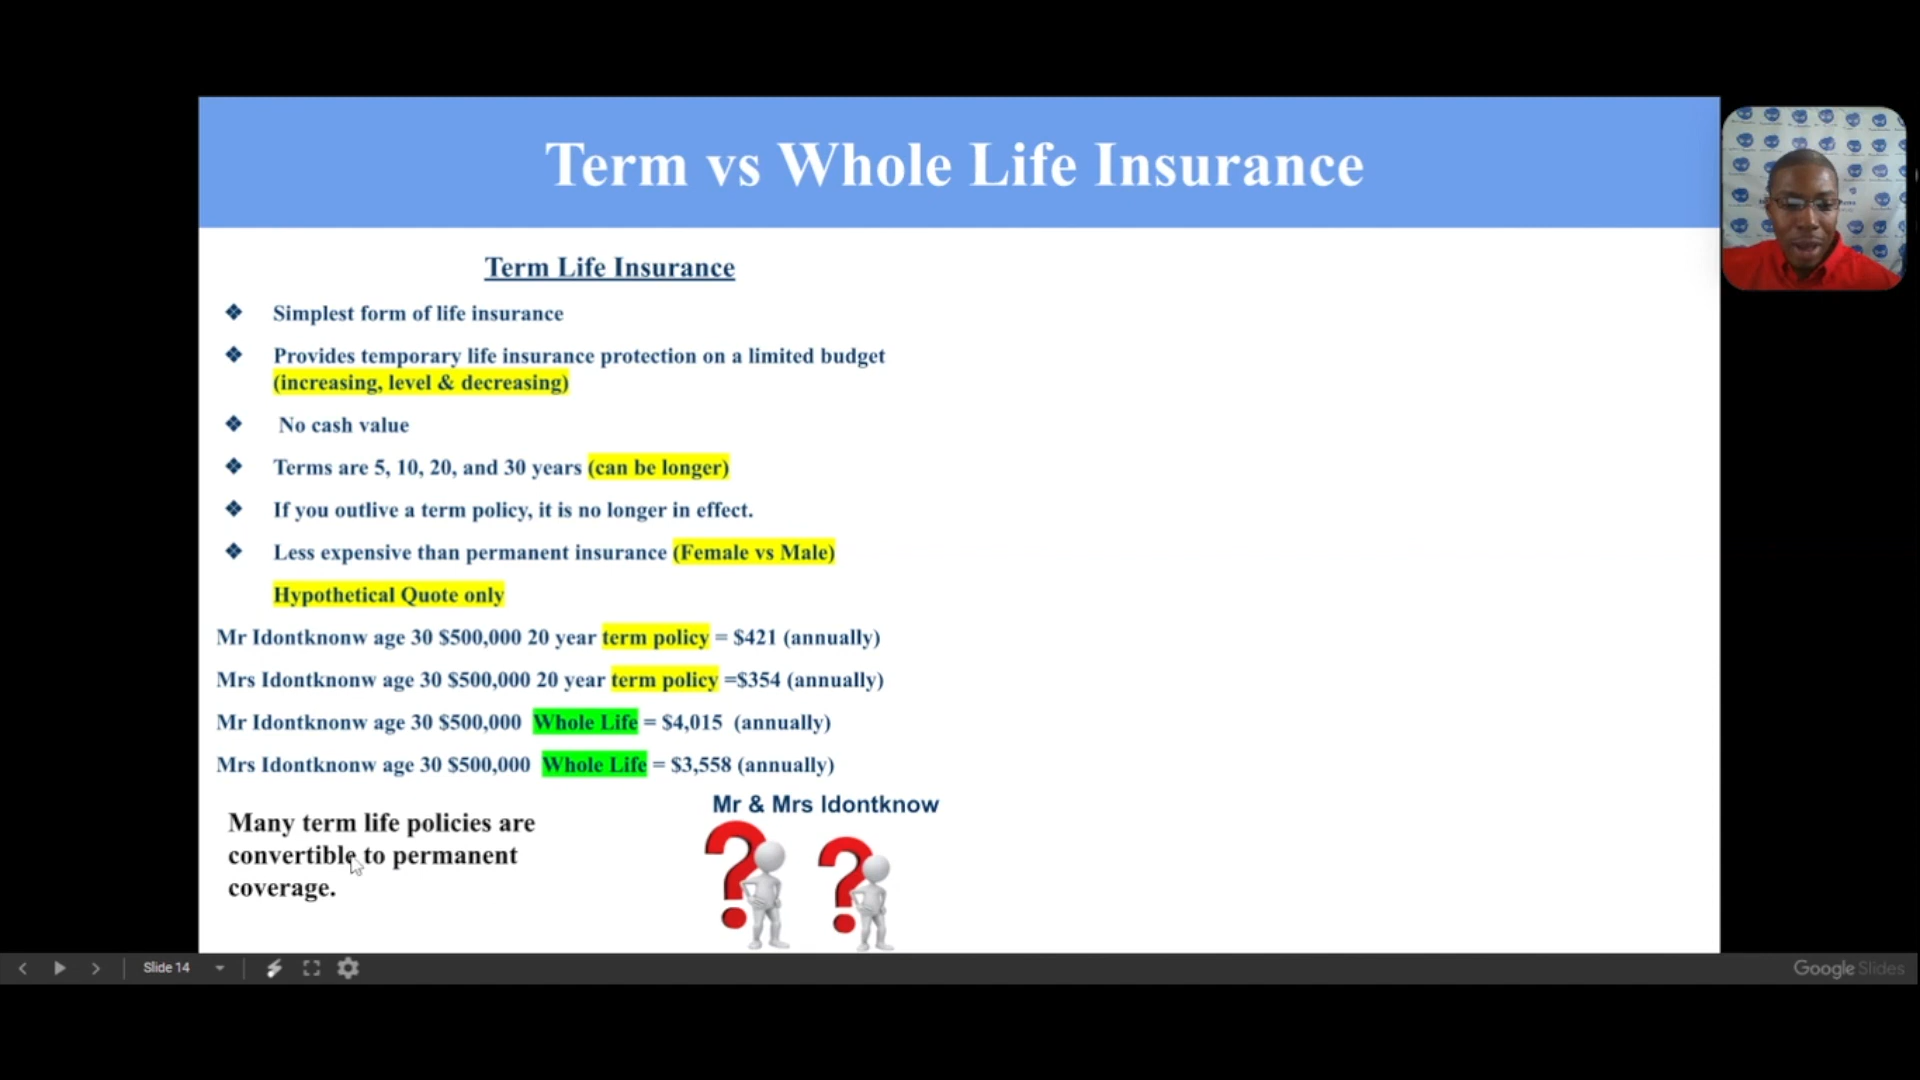 Term vs Whole Life Insurance
Term Life Insurance
Simplest form of life insurance
Provides temporary life insurance protection on a limited budget
(increasing, level & decreasing)
No cash value
Terms are 5, 10, 20, and 30 years (can be longer)
If you outlive a term policy, it is no longer in effect.
Less expensive than permanent insurance (Female vs Male)
Hypothetical Quote only
Mr Idontknonw age 30 $500,000 20 year term policy = $421 (annually)
Mrs Idontknonw age 30 $500,000 20 year term policy =$354 (annually)
Mr Idontknonw age 30 $500,000 Whole Life = $4,015 (annually)
Mrs Idontknonw age 30 $500,000 Whole Life = $3,558 (annually)
Many term life policies are
convertible to permanent
coverage.
Mr & Mrs Idontknow
Slide 14
Google Slides